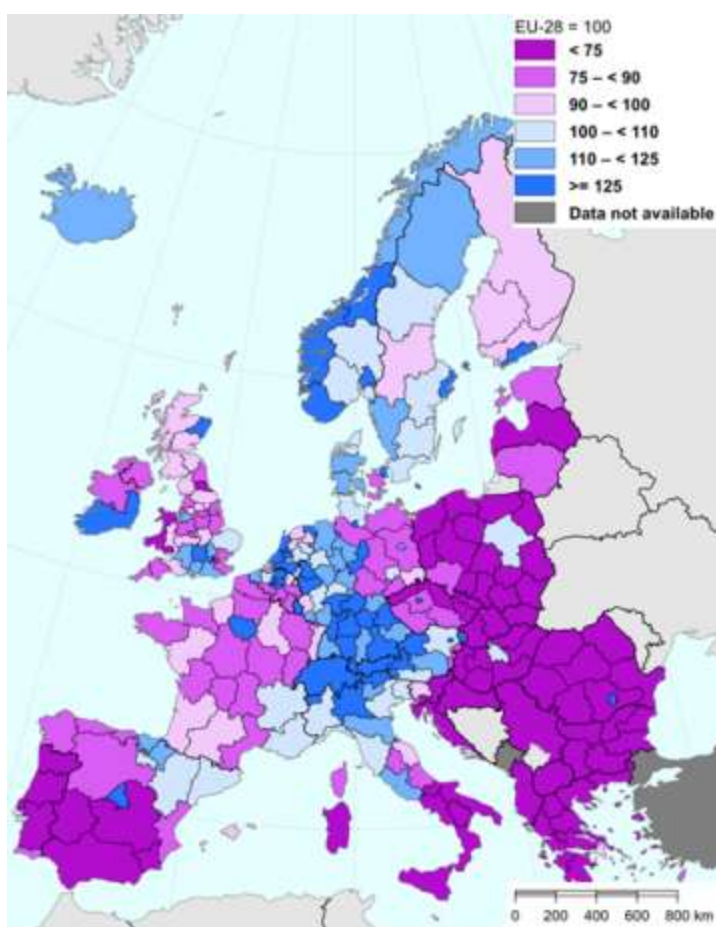 EU-28 = 100
< 75
75 – < 90
90 – < 100
100 – < 110
110 – < 125
>= 125
Data not available
0 200 400 600 800 km